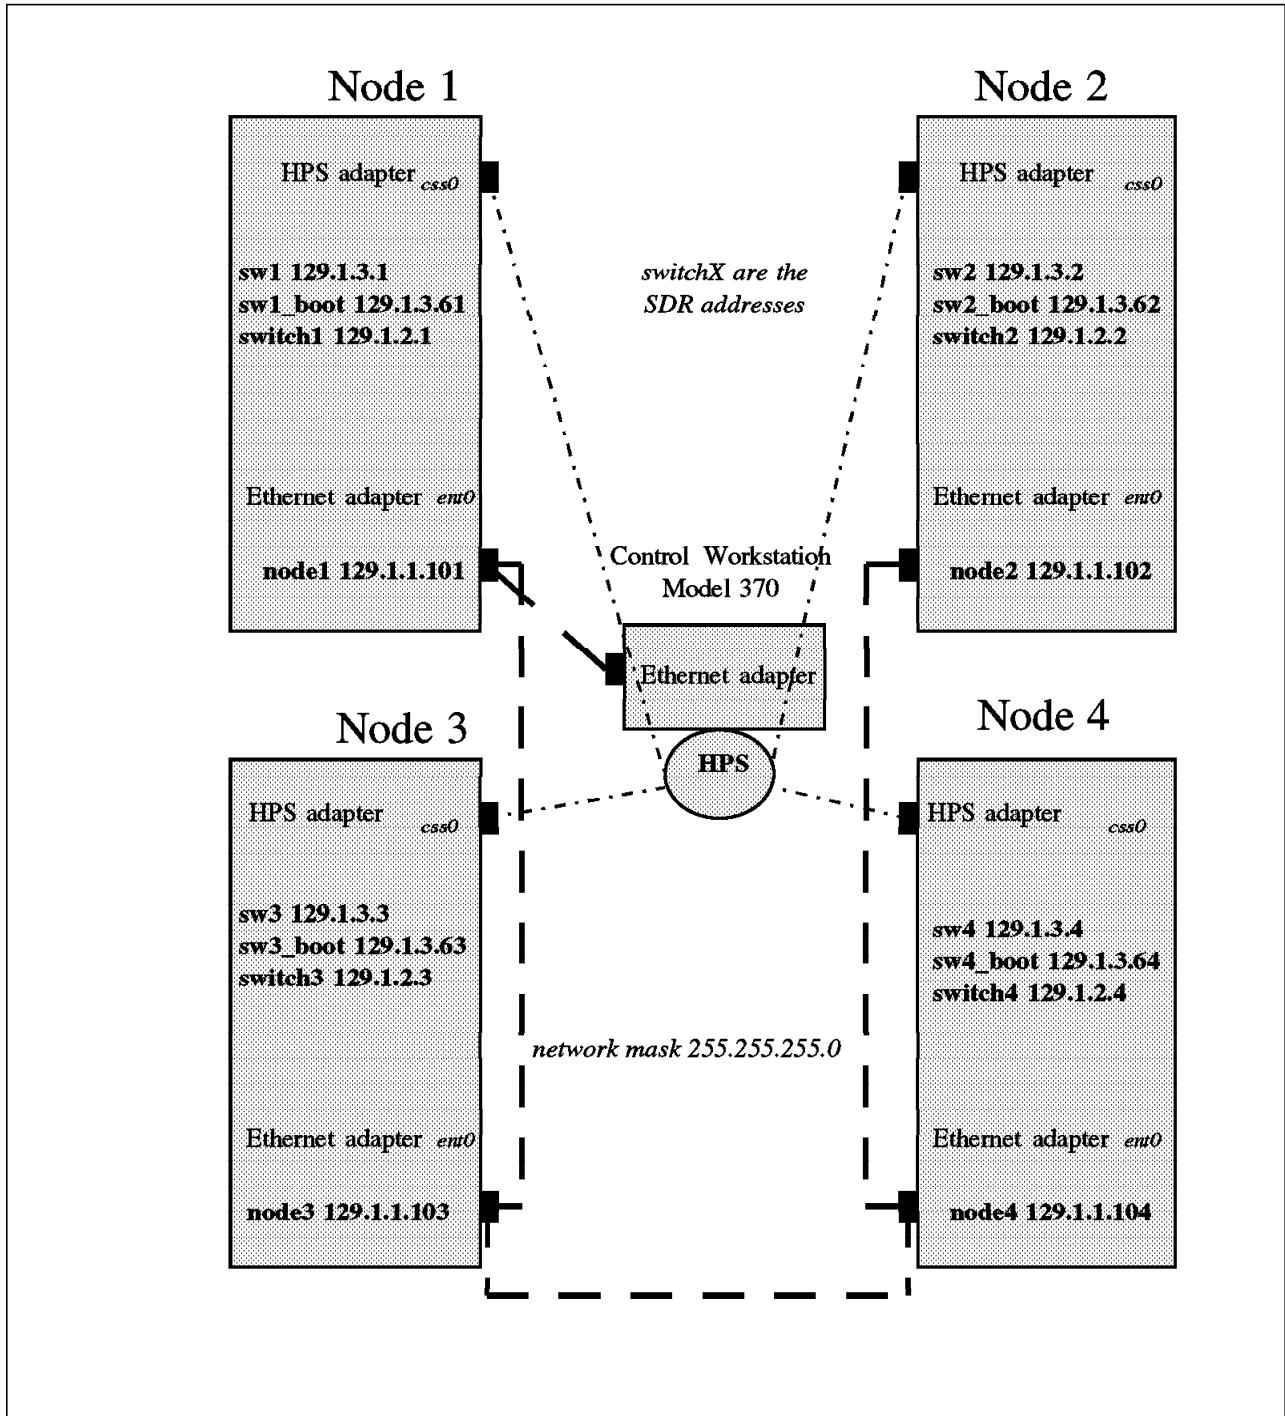 Node 1
HPS adapter css0
sw1 129.1.3.1
sw1_boot 129.1.3.61
switch1 129.1.2.1
Ethernet adapter ent0
node1 129.1.1.101
Node 2
HPS adapter css0
sw2 129.1.3.2
sw2_boot 129.1.3.62
switch2 129.1.2.2
Ethernet adapter ent0
node2 129.1.1.102
switchX are the
SDR addresses
Control Workstation
Model 370
Ethernet adapter
HPS
Node 3
HPS adapter css0
sw3 129.1.3.3
sw3_boot 129.1.3.63
switch3 129.1.2.3
Ethernet adapter ent0
node3 129.1.1.103
Node 4
HPS adapter css0
sw4 129.1.3.4
sw4_boot 129.1.3.64
switch4 129.1.2.4
Ethernet adapter ent0
node4 129.1.1.104
network mask 255.255.255.0